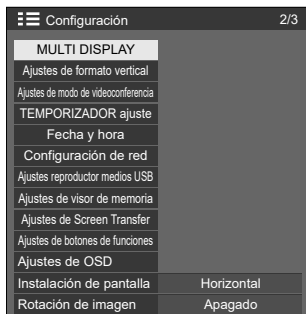 Configuración 2/3
MULTI DISPLAY
Ajustes de formato vertical
Ajustes de modo de videoconferencia
TEMPORIZADOR ajuste
Fecha y hora
Configuración de red
Ajustes reproductor medios USB
Ajustes de visor de memoria
Ajustes de Screen Transfer
Ajustes de botones de funciones
Ajustes de OSD
Instalación de pantalla Horizontal
Rotación de imagen Apagado